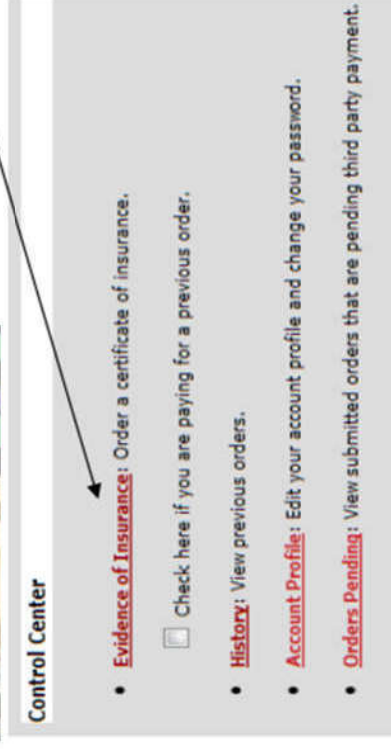 Control Center
• Evidence of Insurance: Order a certificate of insurance.
Check here if you are paying for a previous order.
• History: View previous orders.
• Account Profile: Edit your account profile and change your password.
• Orders Pending: View submitted orders that are pending third party payment.